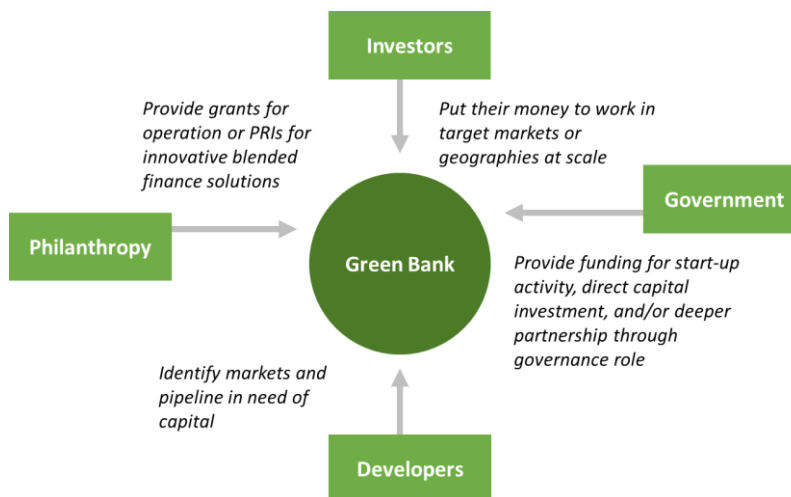 Investors
Provide grants for
operation or PRIs for
innovative blended
finance solutions
Put their money to work in
target markets or
geographies at scale
Government
Philanthropy
Green Bank
Provide funding for start-up
activity, direct capital
investment, and/or deeper
partnership through
governance role
Identify markets and
pipeline in need of
capital
Developers